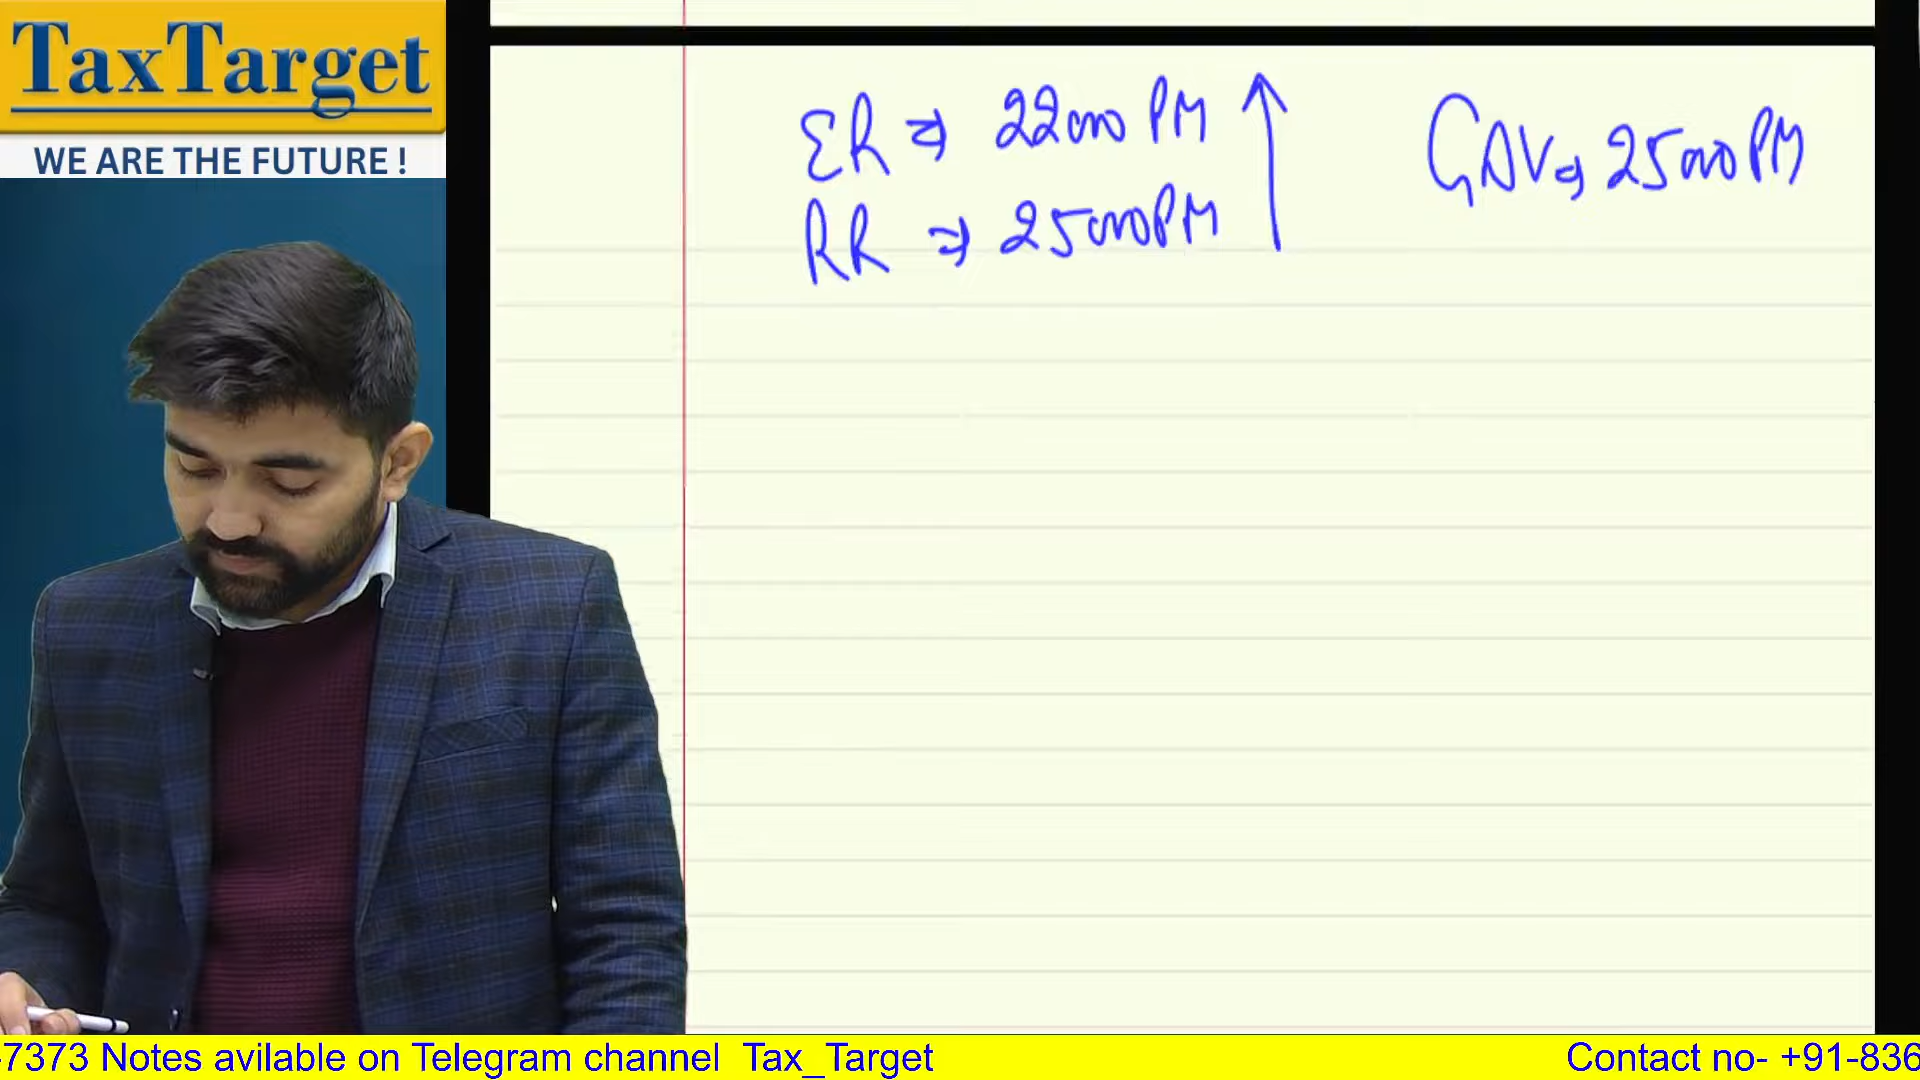 TaxTarget
WE ARE THE FUTURE !
ER ⇒ 22000 PM
RR ⇒ 25000 PM
GAV ⇒ 25000 PM
-7373 Notes avilable on Telegram channel Tax_Target
Contact no- +91-836